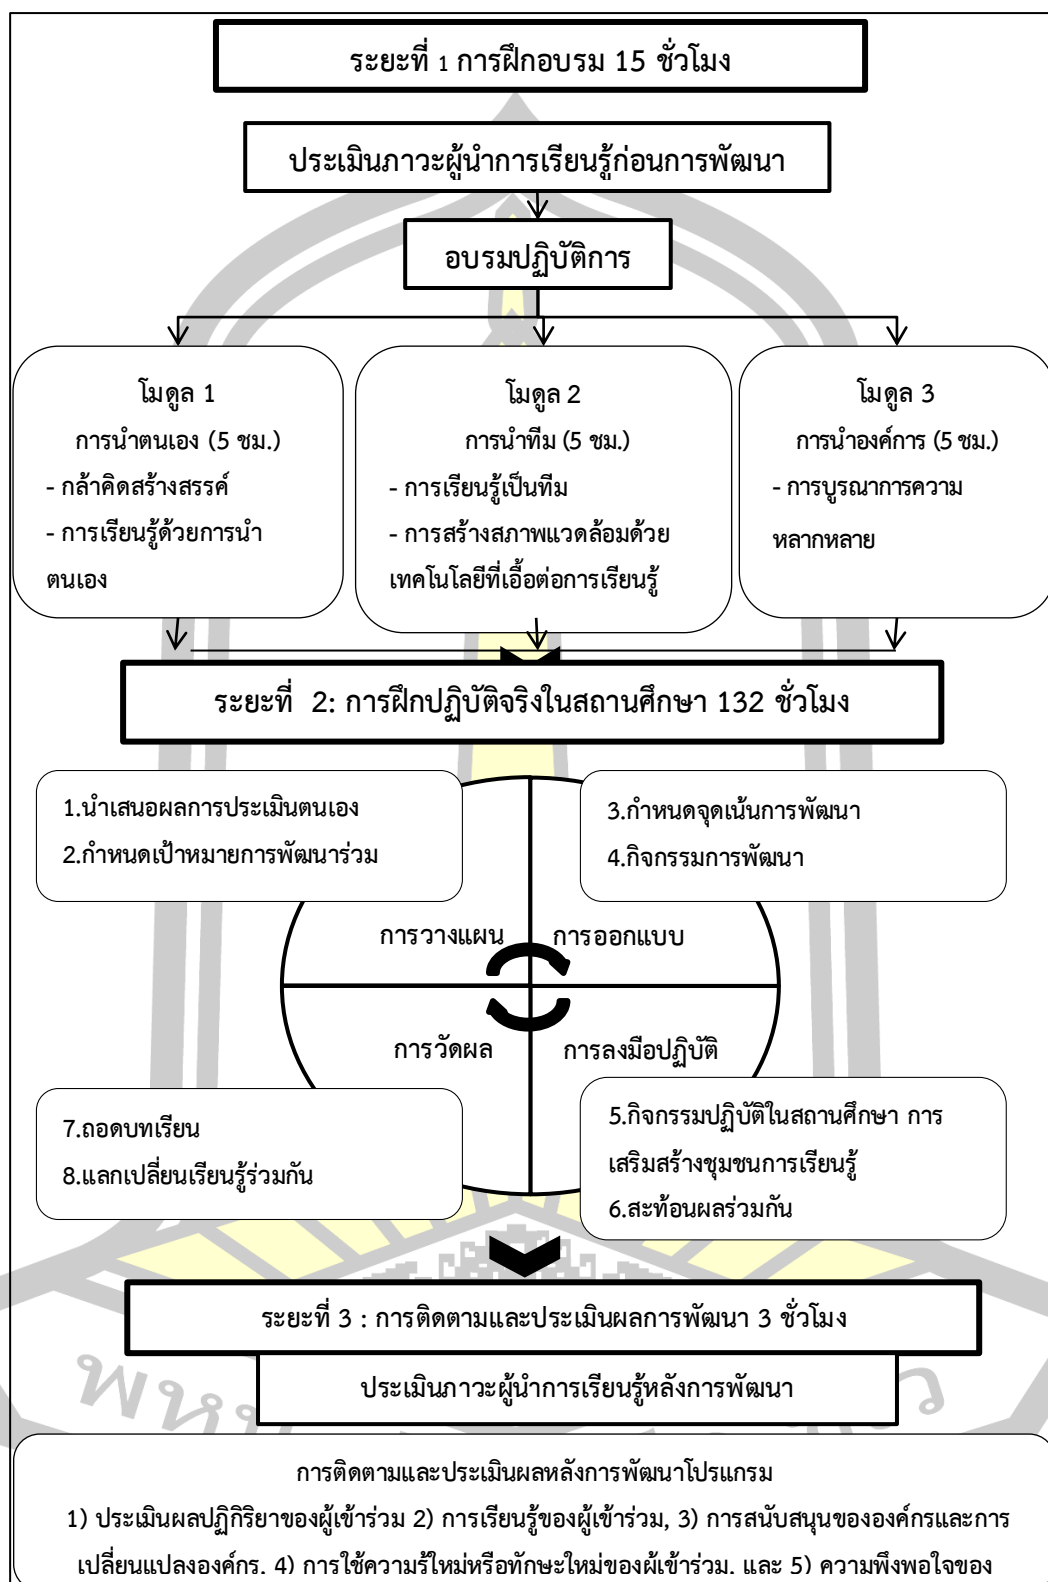 ระยะที่ 1 การฝึกอบรม 15 ชั่วโมง
ประเมินภาวะผู้นำการเรียนรู้ก่อนการพัฒนา
อบรมปฏิบัติการ
โมดูล 1
การนำตนเอง (5 ชม.)
- กล้าคิดสร้างสรรค์
- การเรียนรู้ด้วยการนำ
ตนเอง
โมดูล 2
การนำทีม (5 ชม.)
- การเรียนรู้เป็นทีม
- การสร้างสภาพแวดล้อมด้วย
เทคโนโลยีที่เอื้อต่อการเรียนรู้
โมดูล 3
การนำองค์การ (5 ชม.)
- การบูรณาการความ
หลากหลาย
ระยะที่ 2: การฝึกปฏิบัติจริงในสถานศึกษา 132 ชั่วโมง
1.นำเสนอผลการประเมินตนเอง
2.กำหนดเป้าหมายการพัฒนาร่วม
3.กำหนดจุดเน้นการพัฒนา
4.กิจกรรมการพัฒนา
การวางแผน
การออกแบบ
การวัดผล
การลงมือปฏิบัติ
7.ถอดบทเรียน
8.แลกเปลี่ยนเรียนรู้ร่วมกัน
5.กิจกรรมปฏิบัติในสถานศึกษา การ
เสริมสร้างชุมชนการเรียนรู้
6.สะท้อนผลร่วมกัน
ระยะที่ 3 : การติดตามและประเมินผลการพัฒนา 3 ชั่วโมง
ประเมินภาวะผู้นำการเรียนรู้หลังการพัฒนา
การติดตามและประเมินผลหลังการพัฒนาโปรแกรม
1) ประเมินผลปฏิกิริยาของผู้เข้าร่วม 2) การเรียนรู้ของผู้เข้าร่วม, 3) การสนับสนุนขององค์กรและการ
เปลี่ยนแปลงองค์กร, 4) การใช้ความรู้ใหม่หรือทักษะใหม่ของผู้เข้าร่วม, และ 5) ความพึงพอใจของ